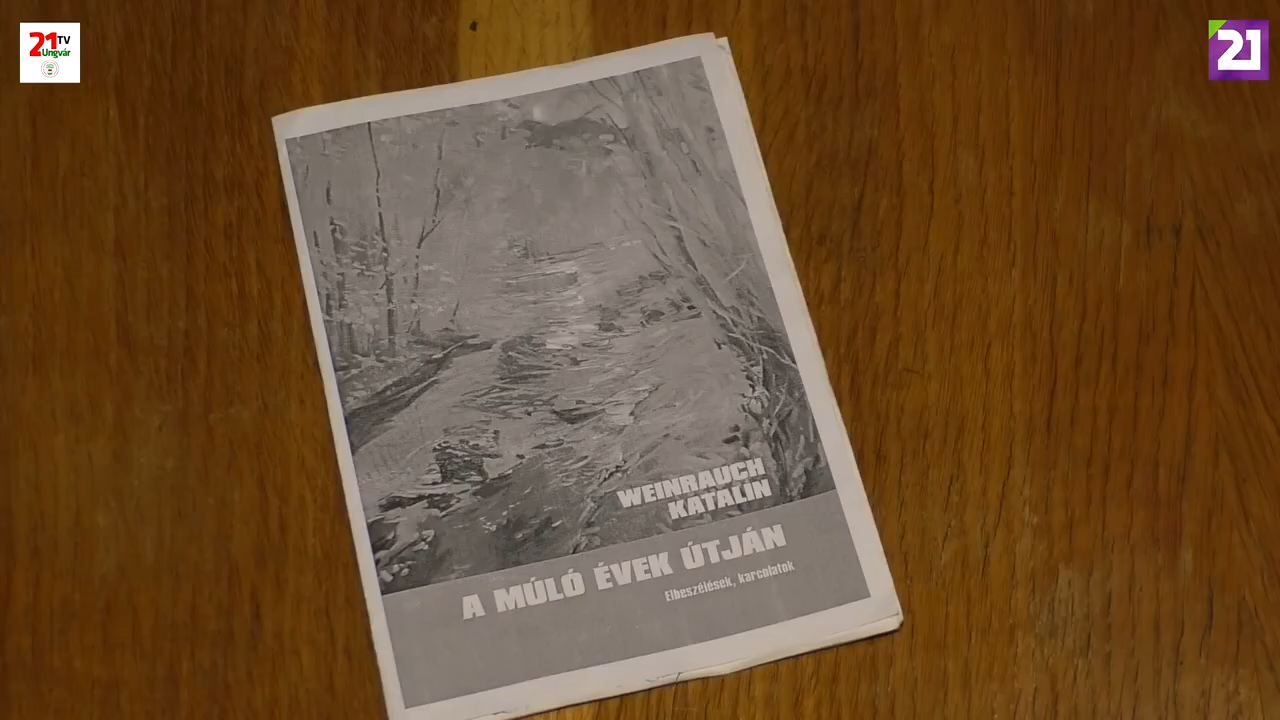 21
TV
Ungvár
21
WEINRAUCH
KATALIN
A MÚLÓ ÉVEK ÚTJÁN
Elbeszélések, karcolatok